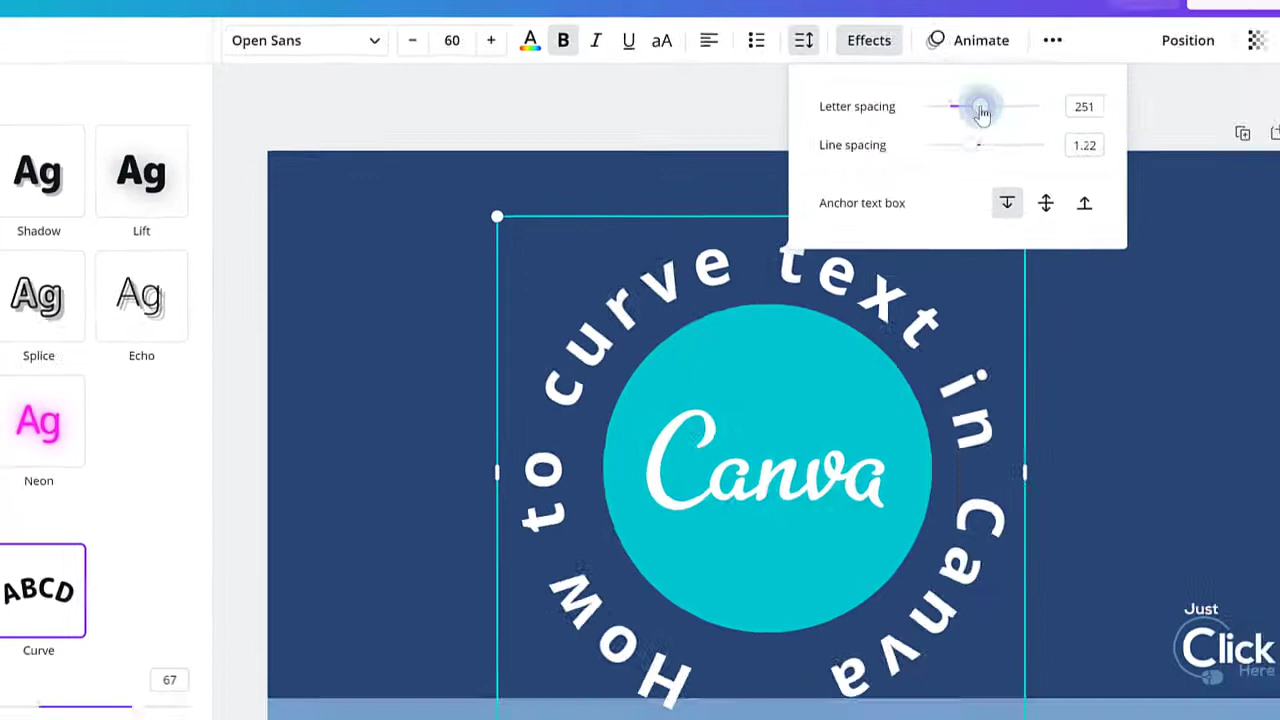 Open Sans
− 60 +
A
B
I
U
aA
Effects
Animate
Position
Letter spacing
251
Line spacing
1.22
Anchor text box
Ag
Ag
Shadow
Lift
Ag
Ag
Splice
Echo
Ag
Neon
ABCD
Curve
67
How to curve text in Canva
Canva
Just
Click
Here